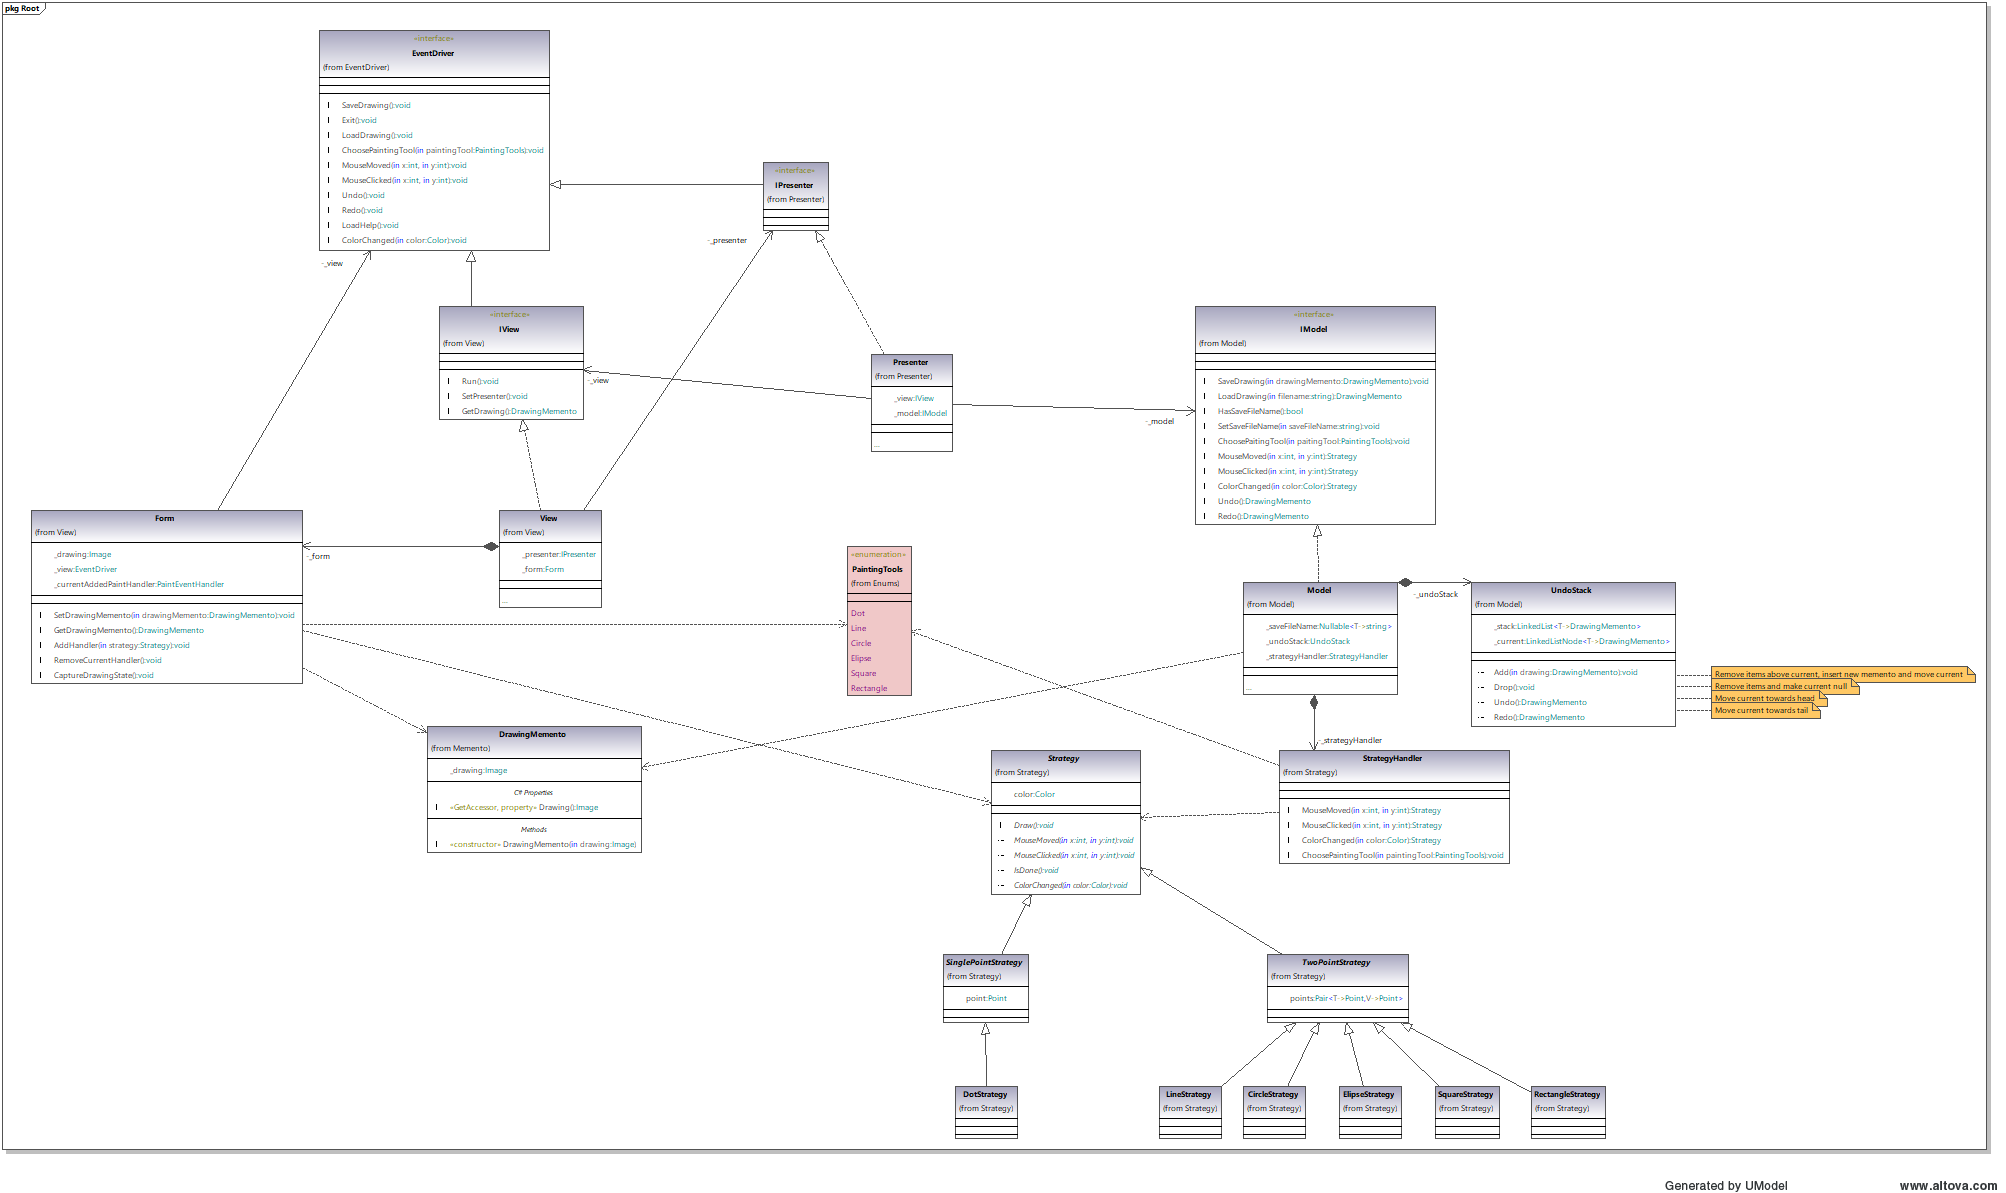 pkg Root
«interface»
EventDriver
(from EventDriver)
SaveDrawing():void
Exit():void
LoadDrawing():void
ChoosePaintingTool(in paintingTool:PaintingTools):void
MouseMoved(in x:int, in y:int):void
MouseClicked(in x:int, in y:int):void
Undo():void
Redo():void
LoadHelp():void
ColorChanged(in color:Color):void
«interface»
IPresenter
(from Presenter)
-_presenter
-_view
«interface»
IView
(from View)
Run():void
SetPresenter():void
GetDrawing():DrawingMemento
-_view
Presenter
(from Presenter)
_view:IView
_model:IModel
...
-_model
«interface»
IModel
(from Model)
SaveDrawing(in drawingMemento:DrawingMemento):void
LoadDrawing(in filename:string):DrawingMemento
HasSaveFileName():bool
SetSaveFileName(in saveFileName:string):void
ChoosePaitingTool(in paitingTool:PaintingTools):void
MouseMoved(in x:int, in y:int):Strategy
MouseClicked(in x:int, in y:int):Strategy
ColorChanged(in color:Color):Strategy
Undo():DrawingMemento
Redo():DrawingMemento
Form
(from View)
_drawing:Image
_view:EventDriver
_currentAddedPaintHandler:PaintEventHandler
SetDrawingMemento(in drawingMemento:DrawingMemento):void
GetDrawingMemento():DrawingMemento
AddHandler(in strategy:Strategy):void
RemoveCurrentHandler():void
CaptureDrawingState():void
-_form
View
(from View)
_presenter:IPresenter
_form:Form
...
«enumeration»
PaintingTools
(from Enums)
Dot
Line
Circle
Elipse
Square
Rectangle
Model
(from Model)
_saveFileName:Nullable<T->string>
_undoStack:UndoStack
_strategyHandler:StrategyHandler
...
-_undoStack
UndoStack
(from Model)
_stack:LinkedList<T->DrawingMemento>
_current:LinkedListNode<T->DrawingMemento>
Add(in drawing:DrawingMemento):void
Drop():void
Undo():DrawingMemento
Redo():DrawingMemento
Remove items above current, insert new memento and move current
Remove items and make current null
Move current towards head
Move current towards tail
-_strategyHandler
DrawingMemento
(from Memento)
_drawing:Image
C# Properties
«GetAccessor, property» Drawing():Image
Methods
«constructor» DrawingMemento(in drawing:Image)
Strategy
(from Strategy)
color:Color
Draw():void
MouseMoved(in x:int, in y:int):void
MouseClicked(in x:int, in y:int):void
IsDone():void
ColorChanged(in color:Color):void
StrategyHandler
(from Strategy)
MouseMoved(in x:int, in y:int):Strategy
MouseClicked(in x:int, in y:int):Strategy
ColorChanged(in color:Color):Strategy
ChoosePaintingTool(in paintingTool:PaintingTools):void
SinglePointStrategy
(from Strategy)
point:Point
TwoPointStrategy
(from Strategy)
points:Pair<T->Point,V->Point>
DotStrategy
(from Strategy)
LineStrategy
(from Strategy)
CircleStrategy
(from Strategy)
ElipseStrategy
(from Strategy)
SquareStrategy
(from Strategy)
RectangleStrategy
(from Strategy)
Generated by UModel
www.altova.com